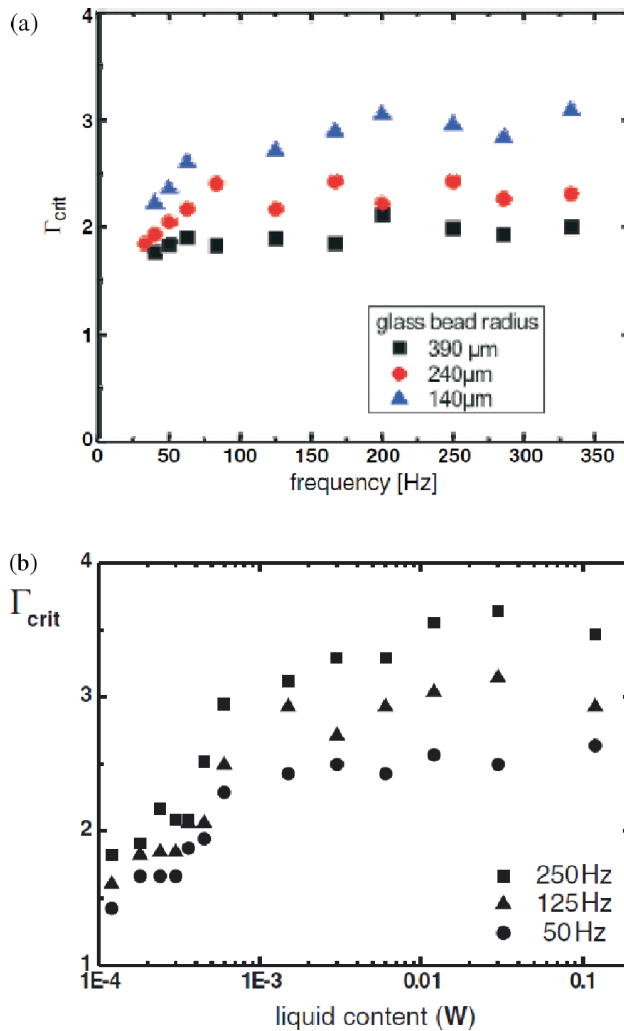 (a)
4
3
2
1
0
Γcrit
0 50 100 150 200 250 300 350
frequency [Hz]
glass bead radius
390 µm
240µm
140µm
(b)
4
3
2
1
Γcrit
1E-4 1E-3 0.01 0.1
liquid content (W)
250Hz
125Hz
50Hz